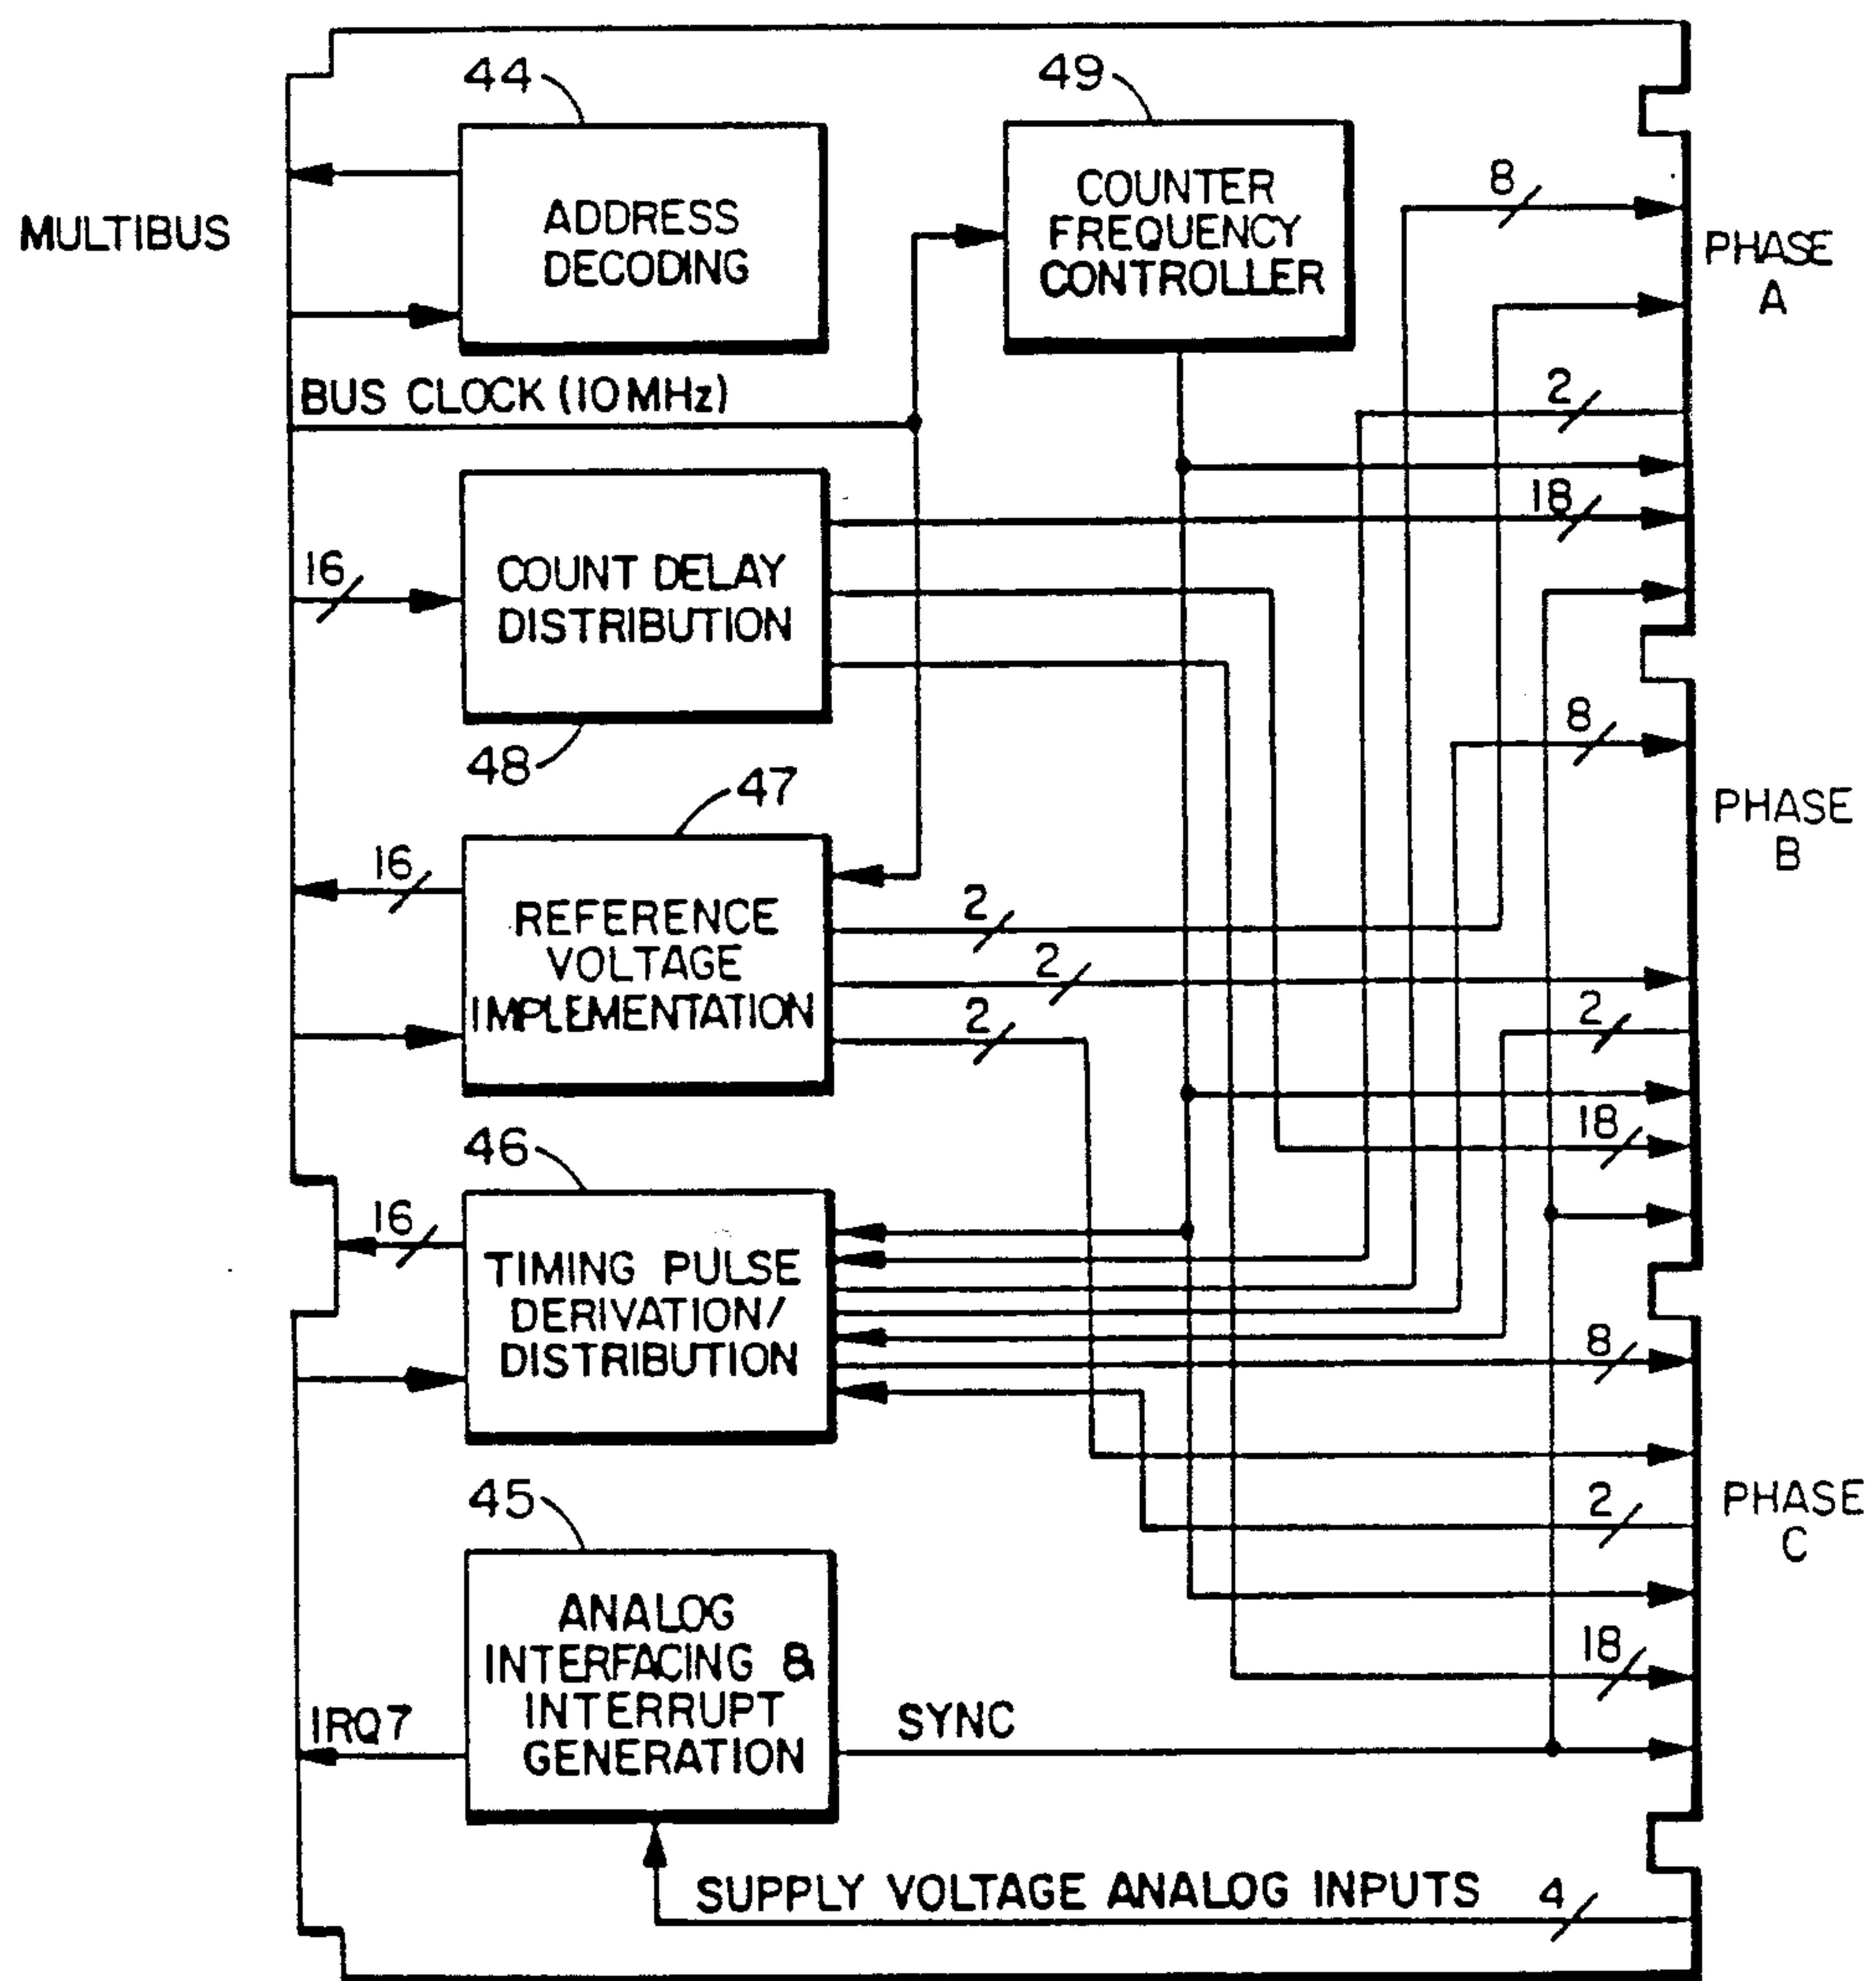 44
49
ADDRESS
DECODING
COUNTER
FREQUENCY
CONTROLLER
MULTIBUS
8
PHASE
A
BUS CLOCK (10MHz)
2
18
16
COUNT DELAY
DISTRIBUTION
48
8
47
PHASE
B
16
REFERENCE
VOLTAGE
IMPLEMENTATION
2
2
2
2
18
46
16
TIMING PULSE
DERIVATION/
DISTRIBUTION
8
45
2
PHASE
C
ANALOG
INTERFACING &
INTERRUPT
GENERATION
18
IRQ7
SYNC
SUPPLY VOLTAGE ANALOG INPUTS
4